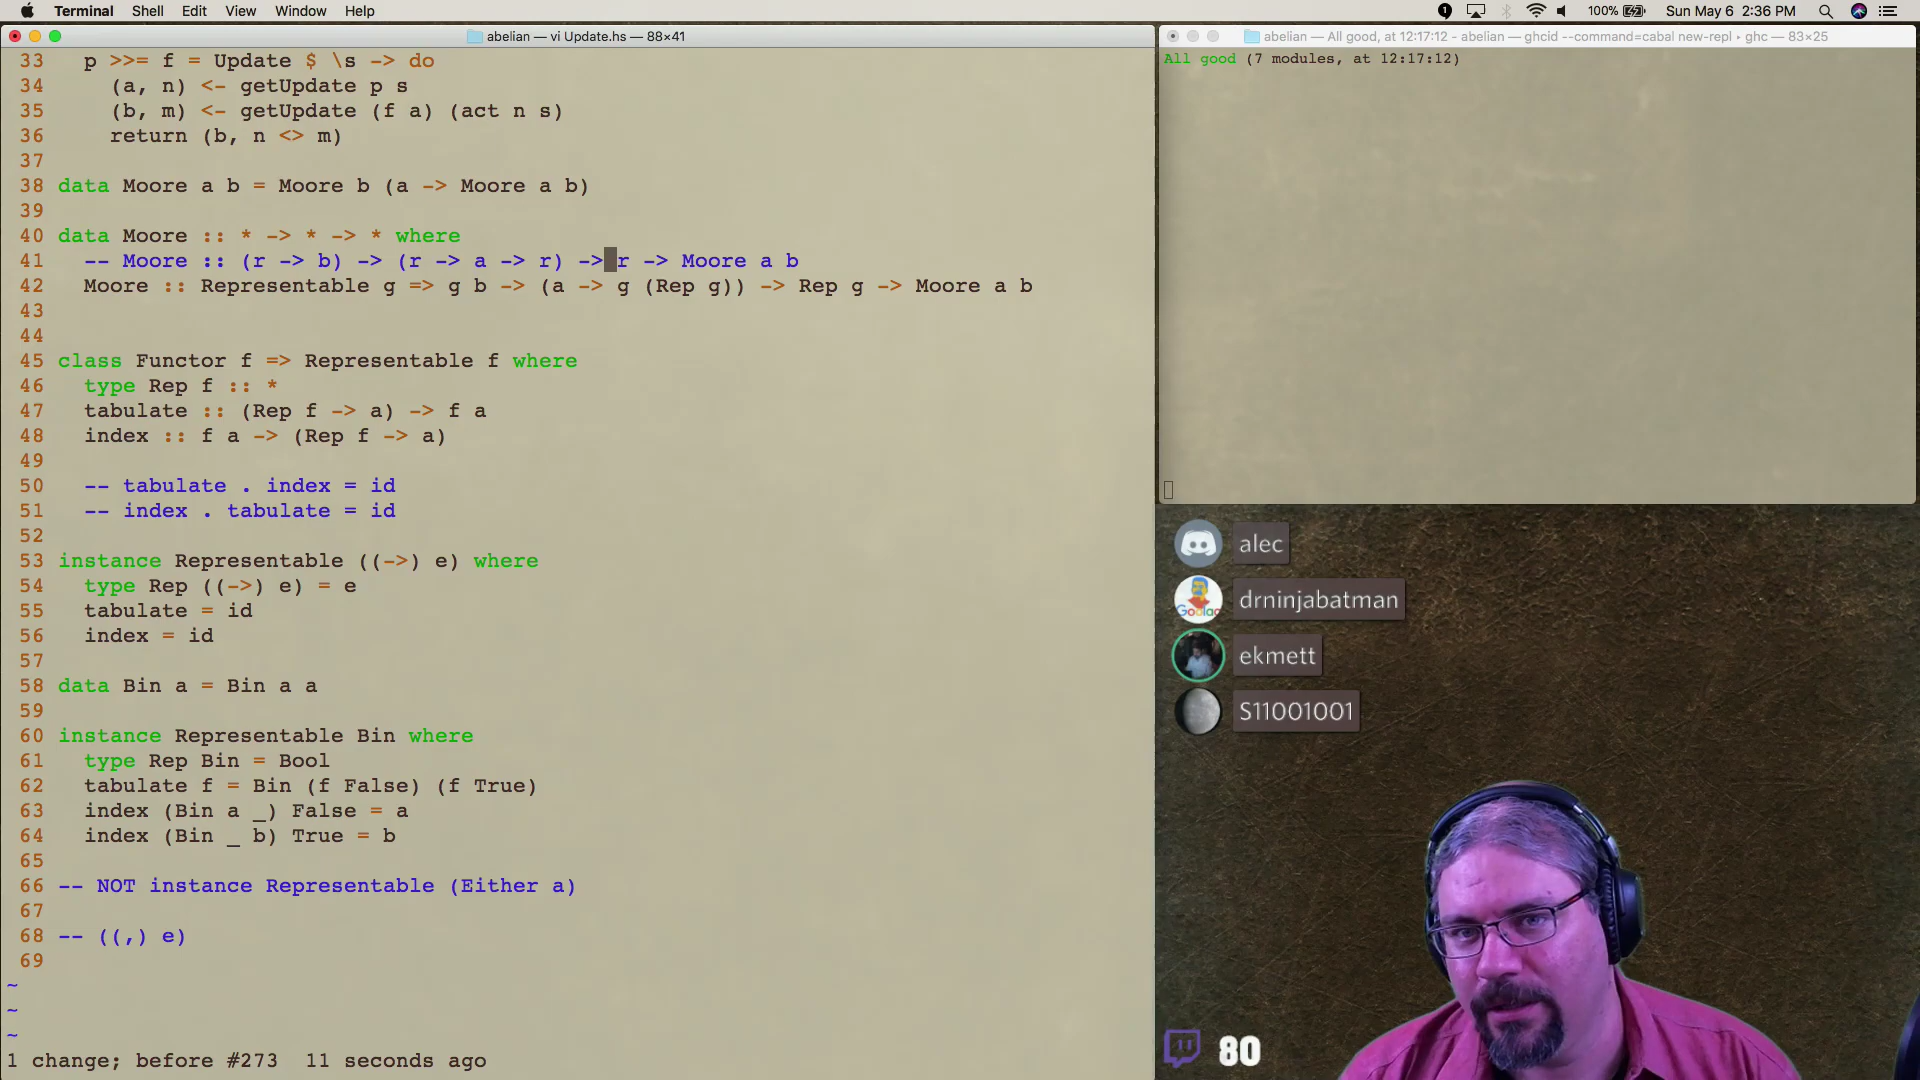 Terminal Shell Edit View Window Help
1 100% Sun May 6 2:36 PM
abelian — vi Update.hs — 88×41
33 p >>= f = Update $ \s -> do
34 (a, n) <- getUpdate p s
35 (b, m) <- getUpdate (f a) (act n s)
36 return (b, n <> m)
37
38 data Moore a b = Moore b (a -> Moore a b)
39
40 data Moore :: * -> * -> * where
41 -- Moore :: (r -> b) -> (r -> a -> r) -> r -> Moore a b
42 Moore :: Representable g => g b -> (a -> g (Rep g)) -> Rep g -> Moore a b
43
44
45 class Functor f => Representable f where
46 type Rep f :: *
47 tabulate :: (Rep f -> a) -> f a
48 index :: f a -> (Rep f -> a)
49
50 -- tabulate . index = id
51 -- index . tabulate = id
52
53 instance Representable ((->) e) where
54 type Rep ((->) e) = e
55 tabulate = id
56 index = id
57
58 data Bin a = Bin a a
59
60 instance Representable Bin where
61 type Rep Bin = Bool
62 tabulate f = Bin (f False) (f True)
63 index (Bin a _) False = a
64 index (Bin _ b) True = b
65
66 -- NOT instance Representable (Either a)
67
68 -- ((,) e)
69
~
~
~
1 change; before #273 11 seconds ago
abelian — All good, at 12:17:12 - abelian — ghcid --command=cabal new-repl ‣ ghc — 83×25
All good (7 modules, at 12:17:12)
alec
drninjabatman
ekmett
S11001001
80